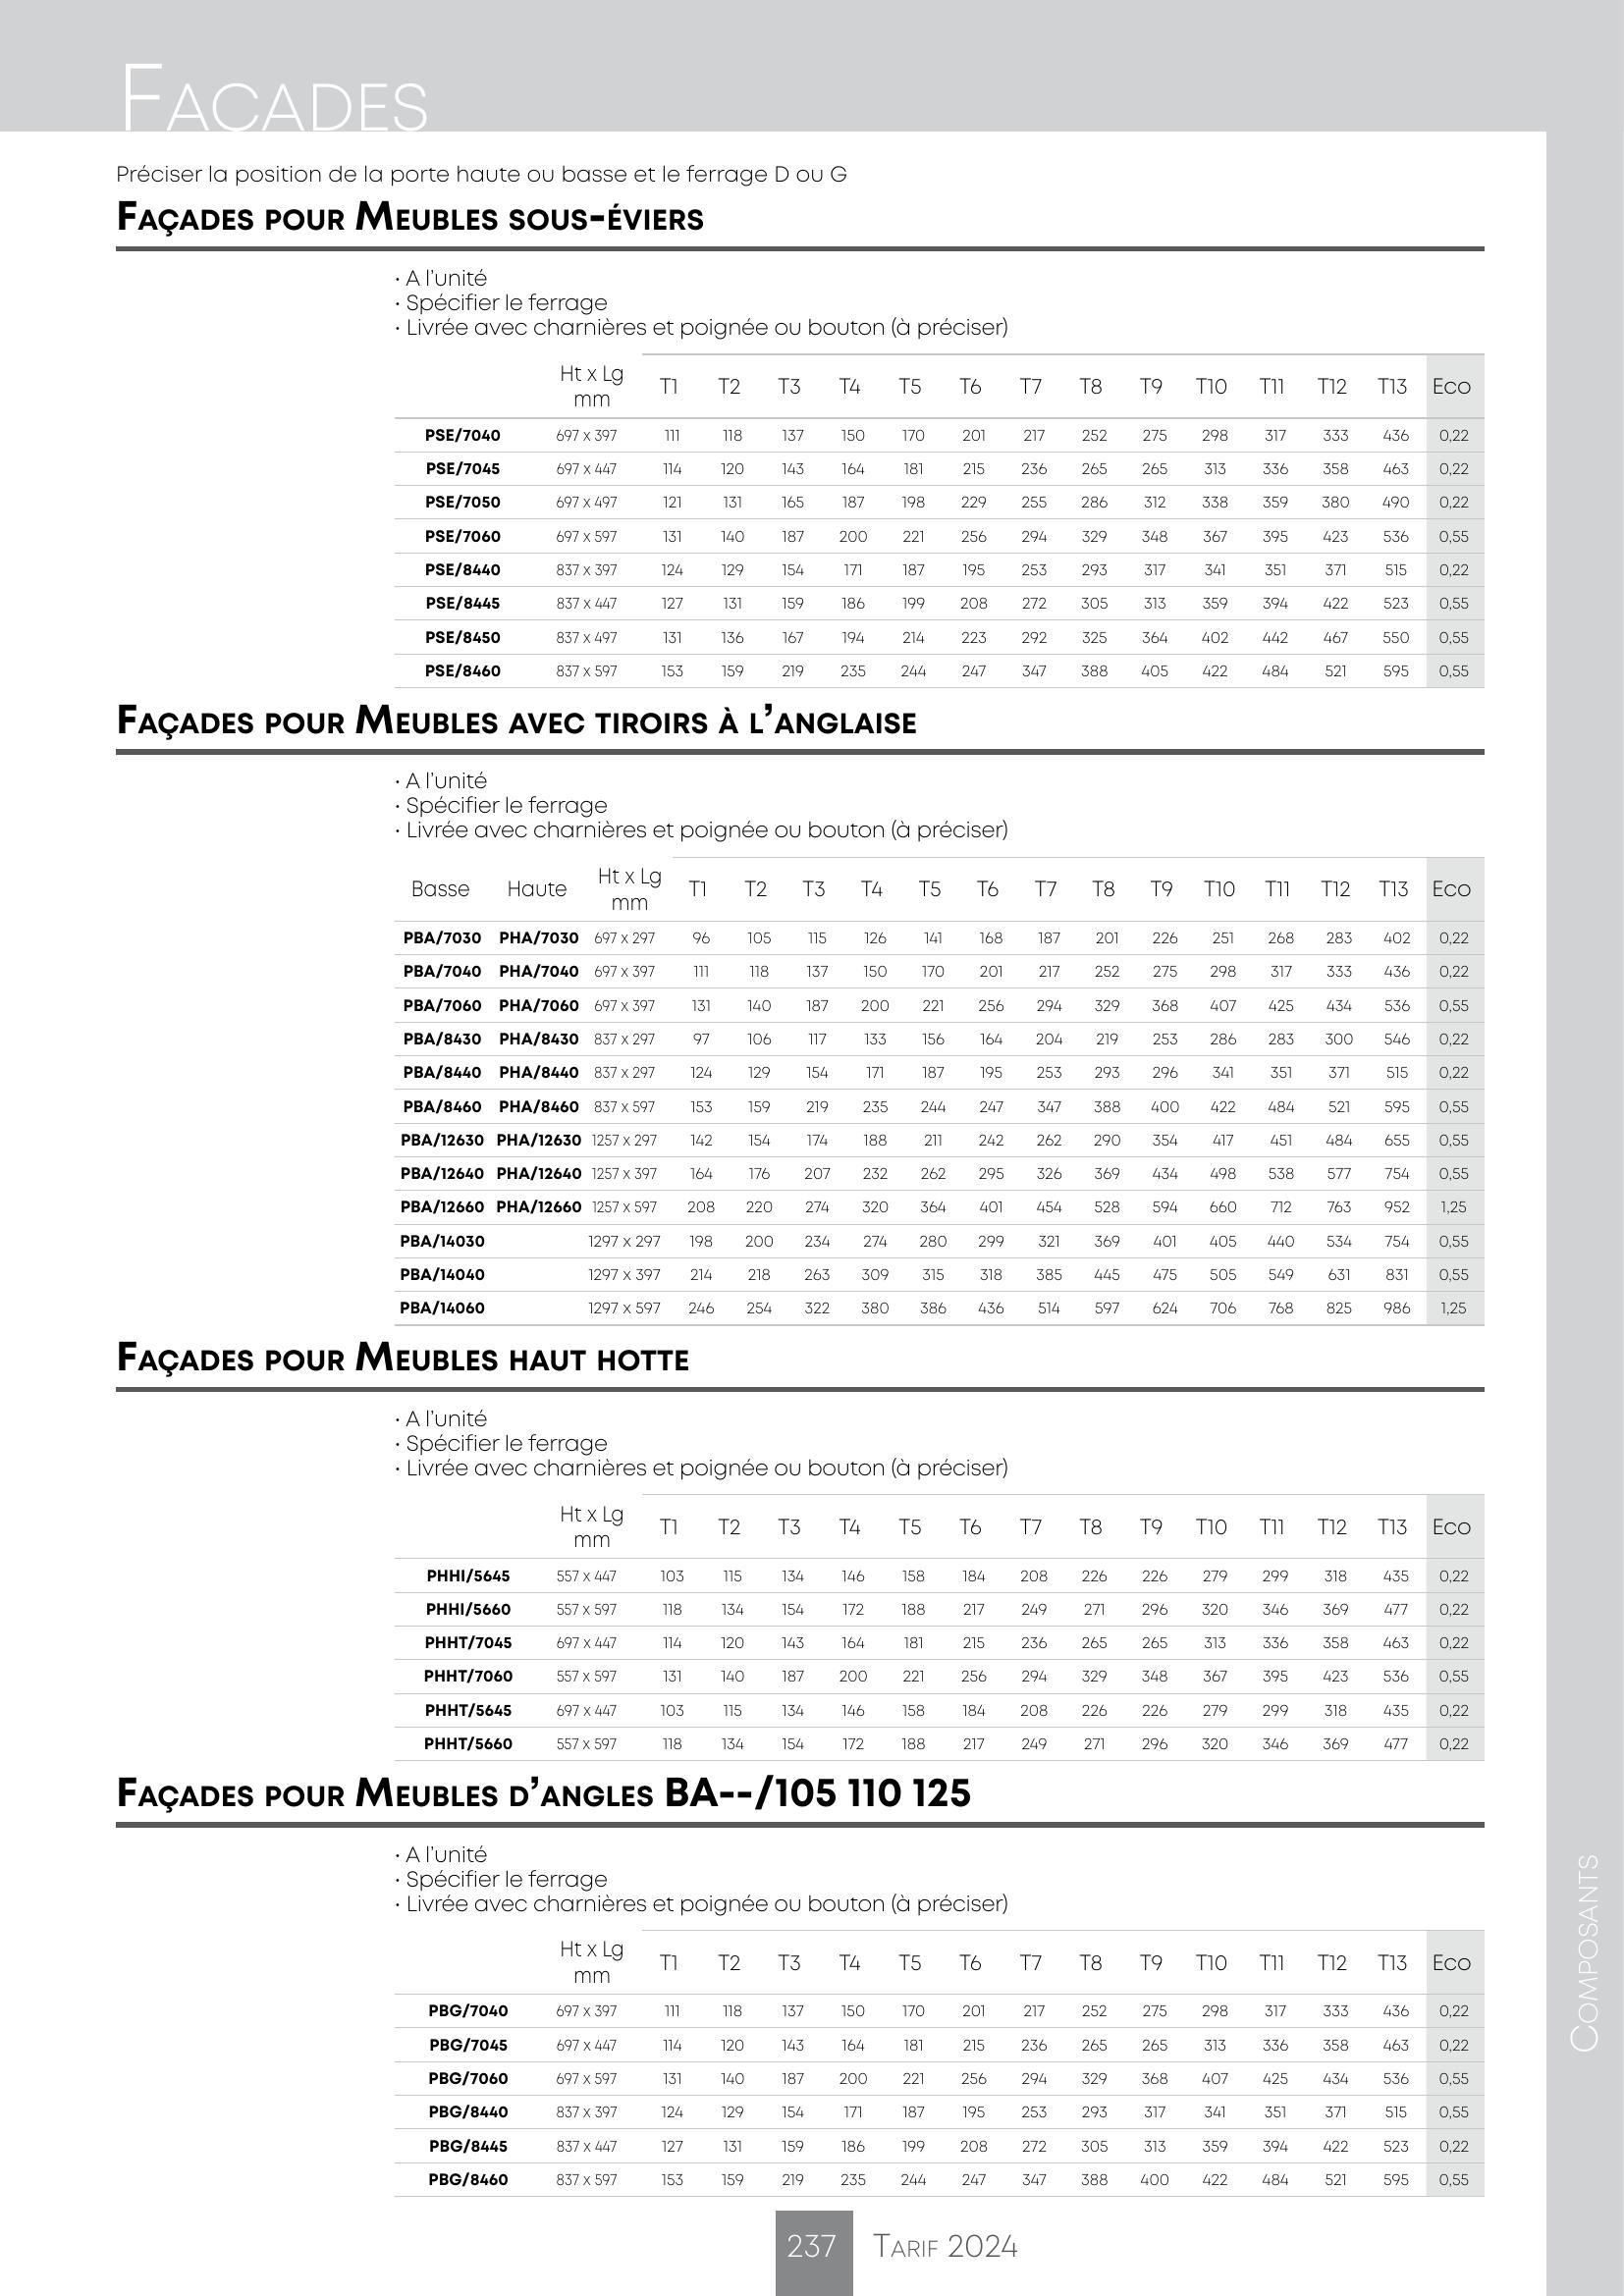 FACADES
Préciser la position de la porte haute ou basse et le ferrage D ou G
FAÇADES POUR MEUBLES SOUS-ÉVIERS
· A l'unité
· Spécifier le ferrage
· Livrée avec charnières et poignée ou bouton (à préciser)
Ht x Lg mm T1 T2 T3 T4 T5 T6 T7 T8 T9 T10 T11 T12 T13 Eco
PSE/7040 697 x 397 111 118 137 150 170 201 217 252 275 298 317 333 436 0,22
PSE/7045 697 x 447 114 120 143 164 181 215 236 265 265 313 336 358 463 0,22
PSE/7050 697 x 497 121 131 165 187 198 229 255 286 312 338 359 380 490 0,22
PSE/7060 697 x 597 131 140 187 200 221 256 294 329 348 367 395 423 536 0,55
PSE/8440 837 x 397 124 129 154 171 187 195 253 293 317 341 351 371 515 0,22
PSE/8445 837 x 447 127 131 159 186 199 208 272 305 313 359 394 422 523 0,55
PSE/8450 837 x 497 131 136 167 194 214 223 292 325 364 402 442 467 550 0,55
PSE/8460 837 x 597 153 159 219 235 244 247 347 388 405 422 484 521 595 0,55
FAÇADES POUR MEUBLES AVEC TIROIRS À L'ANGLAISE
· A l'unité
· Spécifier le ferrage
· Livrée avec charnières et poignée ou bouton (à préciser)
Basse Haute Ht x Lg mm T1 T2 T3 T4 T5 T6 T7 T8 T9 T10 T11 T12 T13 Eco
PBA/7030 PHA/7030 697 x 297 96 105 115 126 141 168 187 201 226 251 268 283 402 0,22
PBA/7040 PHA/7040 697 x 397 111 118 137 150 170 201 217 252 275 298 317 333 436 0,22
PBA/7060 PHA/7060 697 x 397 131 140 187 200 221 256 294 329 368 407 425 434 536 0,55
PBA/8430 PHA/8430 837 x 297 97 106 117 133 156 164 204 219 253 286 283 300 546 0,22
PBA/8440 PHA/8440 837 x 297 124 129 154 171 187 195 253 293 296 341 351 371 515 0,22
PBA/8460 PHA/8460 837 x 597 153 159 219 235 244 247 347 388 400 422 484 521 595 0,55
PBA/12630 PHA/12630 1257 x 297 142 154 174 188 211 242 262 290 354 417 451 484 655 0,55
PBA/12640 PHA/12640 1257 x 397 164 176 207 232 262 295 326 369 434 498 538 577 754 0,55
PBA/12660 PHA/12660 1257 x 597 208 220 274 320 364 401 454 528 594 660 712 763 952 1,25
PBA/14030 1297 x 297 198 200 234 274 280 299 321 369 401 405 440 534 754 0,55
PBA/14040 1297 x 397 214 218 263 309 315 318 385 445 475 505 549 631 831 0,55
PBA/14060 1297 x 597 246 254 322 380 386 436 514 597 624 706 768 825 986 1,25
FAÇADES POUR MEUBLES HAUT HOTTE
· A l'unité
· Spécifier le ferrage
· Livrée avec charnières et poignée ou bouton (à préciser)
Ht x Lg mm T1 T2 T3 T4 T5 T6 T7 T8 T9 T10 T11 T12 T13 Eco
PHHI/5645 557 x 447 103 115 134 146 158 184 208 226 226 279 299 318 435 0,22
PHHI/5660 557 x 597 118 134 154 172 188 217 249 271 296 320 346 369 477 0,22
PHHT/7045 697 x 447 114 120 143 164 181 215 236 265 265 313 336 358 463 0,22
PHHT/7060 557 x 597 131 140 187 200 221 256 294 329 348 367 395 423 536 0,55
PHHT/5645 697 x 447 103 115 134 146 158 184 208 226 226 279 299 318 435 0,22
PHHT/5660 557 x 597 118 134 154 172 188 217 249 271 296 320 346 369 477 0,22
FAÇADES POUR MEUBLES D'ANGLES BA--/105 110 125
· A l'unité
· Spécifier le ferrage
· Livrée avec charnières et poignée ou bouton (à préciser)
Ht x Lg mm T1 T2 T3 T4 T5 T6 T7 T8 T9 T10 T11 T12 T13 Eco
PBG/7040 697 x 397 111 118 137 150 170 201 217 252 275 298 317 333 436 0,22
PBG/7045 697 x 447 114 120 143 164 181 215 236 265 265 313 336 358 463 0,22
PBG/7060 697 x 597 131 140 187 200 221 256 294 329 368 407 425 434 536 0,55
PBG/8440 837 x 397 124 129 154 171 187 195 253 293 317 341 351 371 515 0,55
PBG/8445 837 x 447 127 131 159 186 199 208 272 305 313 359 394 422 523 0,22
PBG/8460 837 x 597 153 159 219 235 244 247 347 388 400 422 484 521 595 0,55
COMPOSANTS
237 TARIF 2024